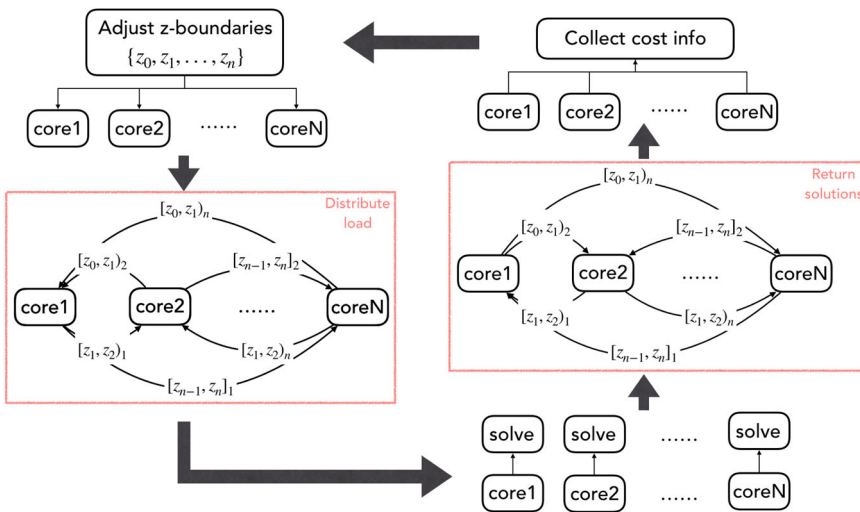 Adjust z-boundaries
{z₀, z₁, . . . , zₙ}
core1
core2
......
coreN
Distribute
load
[z₀, z₁)ₙ
[z₀, z₁)₂
[zₙ₋₁, zₙ]₂
core1
core2
......
coreN
[z₁, z₂)₁
[z₁, z₂)ₙ
[zₙ₋₁, zₙ]₁
solve
solve
......
solve
core1
core2
......
coreN
Return
solutions
[z₀, z₁)ₙ
[z₀, z₁)₂
[zₙ₋₁, zₙ]₂
core1
core2
......
coreN
[z₁, z₂)₁
[z₁, z₂)ₙ
[zₙ₋₁, zₙ]₁
Collect cost info
core1
core2
......
coreN